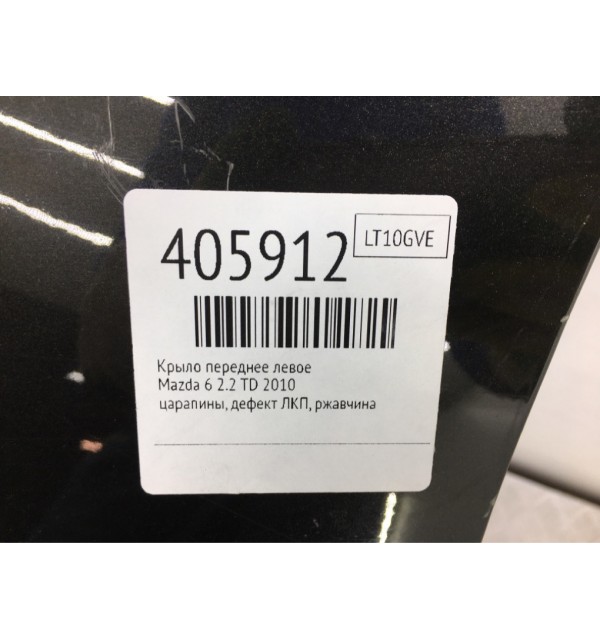 405912
LT10GVE
Крыло переднее левое
Mazda 6 2.2 TD 2010
царапины, дефект ЛКП, ржавчина